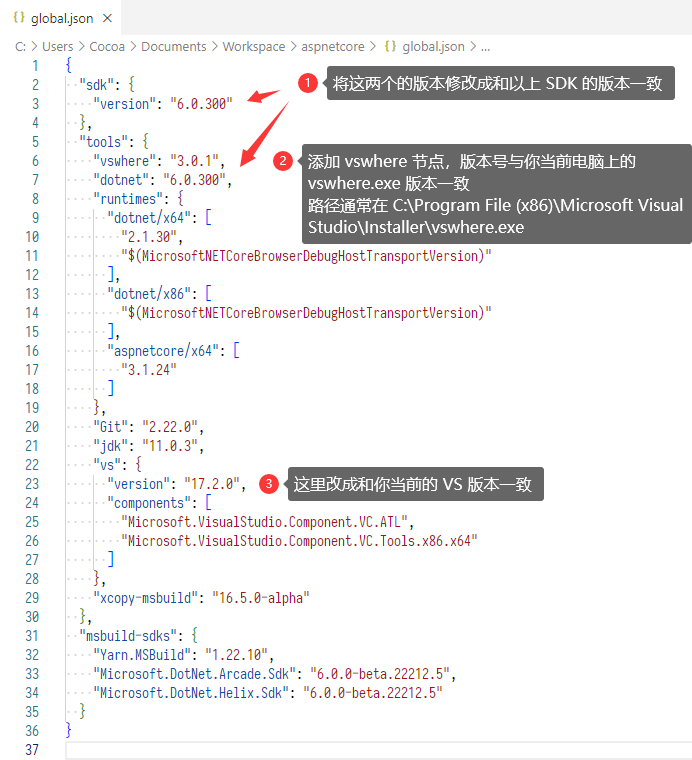 {} global.json ×
C: > Users > Cocoa > Documents > Workspace > aspnetcore > {} global.json > ...
1 {
2 "sdk": {
3 "version": "6.0.300"
① 将这两个的版本修改成和以上 SDK 的版本一致
4 },
5 "tools": {
6 "vswhere": "3.0.1",
7 "dotnet": "6.0.300",
② 添加 vswhere 节点，版本号与你当前电脑上的
vswhere.exe 版本一致
路径通常在 C:\Program File (x86)\Microsoft Visual
Studio\Installer\vswhere.exe
8 "runtimes": {
9 "dotnet/x64": [
10 "2.1.30",
11 "$(MicrosoftNETCoreBrowserDebugHostTransportVersion)"
12 ],
13 "dotnet/x86": [
14 "$(MicrosoftNETCoreBrowserDebugHostTransportVersion)"
15 ],
16 "aspnetcore/x64": [
17 "3.1.24"
18 ]
19 },
20 "Git": "2.22.0",
21 "jdk": "11.0.3",
22 "vs": {
23 "version": "17.2.0",
③ 这里改成和你当前的 VS 版本一致
24 "components": [
25 "Microsoft.VisualStudio.Component.VC.ATL",
26 "Microsoft.VisualStudio.Component.VC.Tools.x86.x64"
27 ]
28 },
29 "xcopy-msbuild": "16.5.0-alpha"
30 },
31 "msbuild-sdks": {
32 "Yarn.MSBuild": "1.22.10",
33 "Microsoft.DotNet.Arcade.Sdk": "6.0.0-beta.22212.5",
34 "Microsoft.DotNet.Helix.Sdk": "6.0.0-beta.22212.5"
35 }
36 }
37